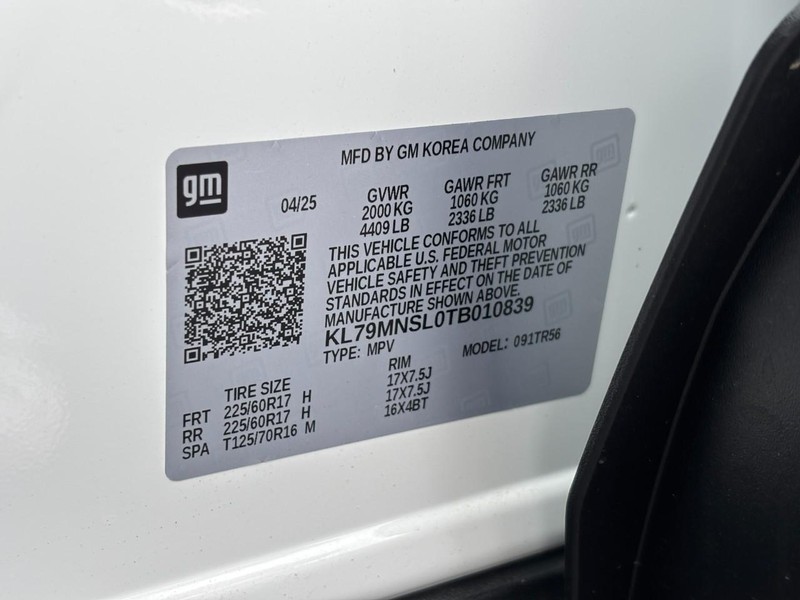 MFD BY GM KOREA COMPANY
gm
04/25
GVWR
2000 KG
4409 LB
GAWR FRT
1060 KG
2336 LB
GAWR RR
1060 KG
2336 LB
THIS VEHICLE CONFORMS TO ALL
APPLICABLE U.S. FEDERAL MOTOR
VEHICLE SAFETY AND THEFT PREVENTION
STANDARDS IN EFFECT ON THE DATE OF
MANUFACTURE SHOWN ABOVE.
KL79MNSL0TB010839
TYPE: MPV MODEL: 091TR56
TIRE SIZE RIM
FRT 225/60R17 H 17X7.5J
RR 225/60R17 H 17X7.5J
SPA T125/70R16 M 16X4BT